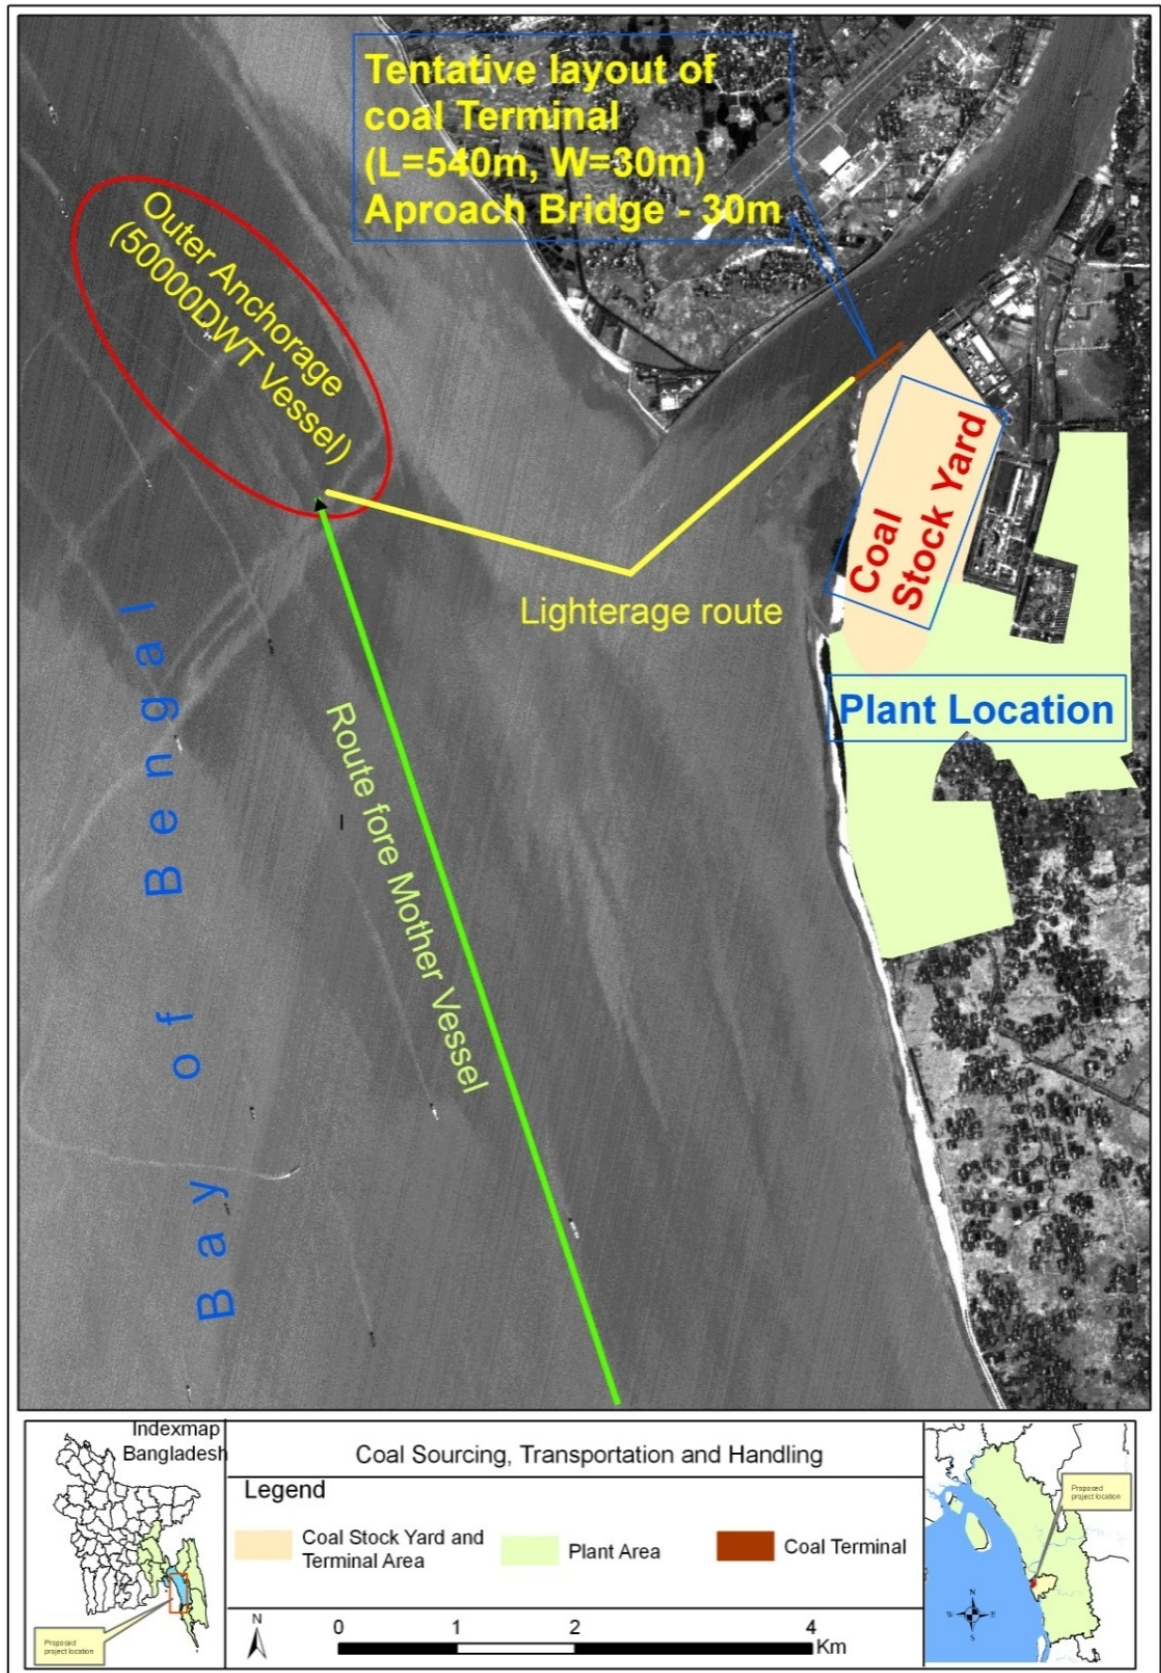 Tentative layout of
coal Terminal
(L=540m, W=30m)
Aproach Bridge - 30m
Outer Anchorage
(50000DWT Vessel)
Coal
Stock Yard
Lighterage route
Plant Location
Route fore Mother Vessel
Bay of Bengal
Indexmap
Bangladesh
Proposed
project location
Coal Sourcing, Transportation and Handling
Legend
Coal Stock Yard and
Terminal Area
Plant Area
Coal Terminal
N
0 1 2 4
Km
Proposed
project location
N
W E
S